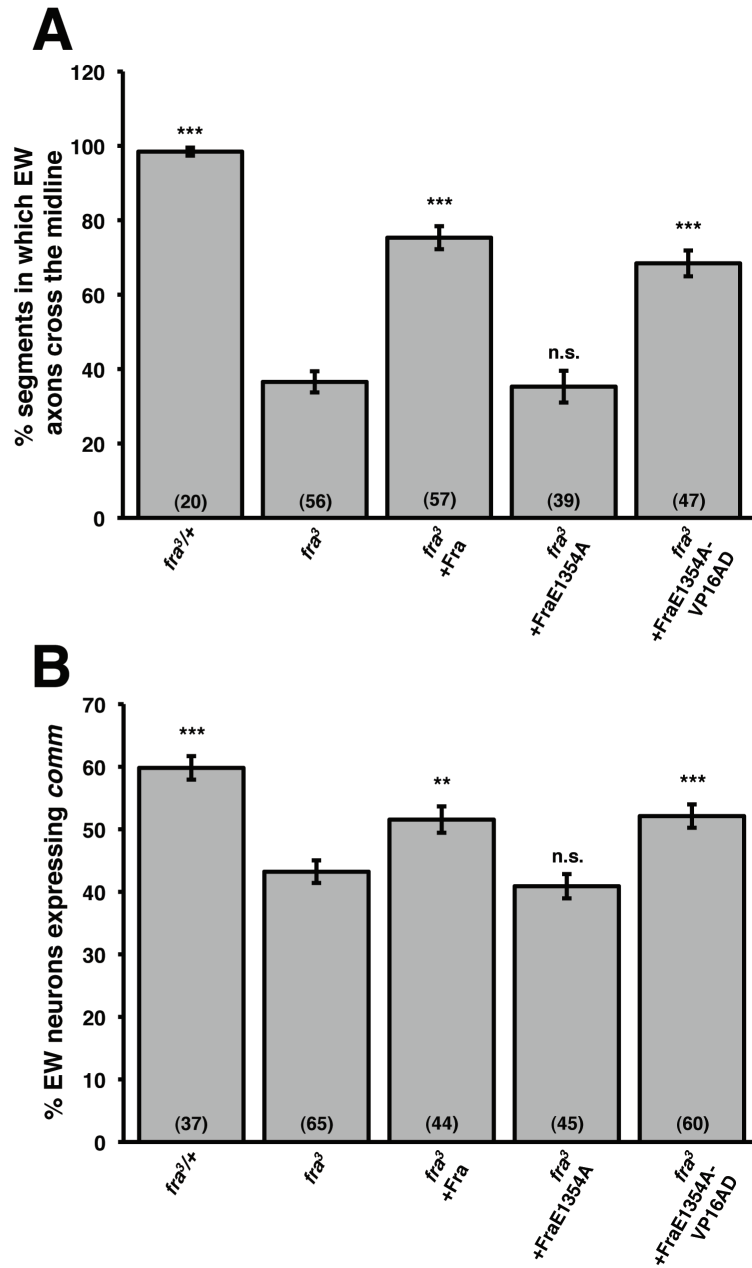 A
% segments in which EW
axons cross the midline
120
100
80
60
40
20
0
***
***
n.s.
***
(20)
(56)
(57)
(39)
(47)
fra³/+
fra³
fra³
+Fra
fra³
+FraE1354A
fra³
+FraE1354A-
VP16AD
B
% EW neurons expressing comm
70
60
50
40
30
20
10
0
***
**
n.s.
***
(37)
(65)
(44)
(45)
(60)
fra³/+
fra³
fra³
+Fra
fra³
+FraE1354A
fra³
+FraE1354A-
VP16AD